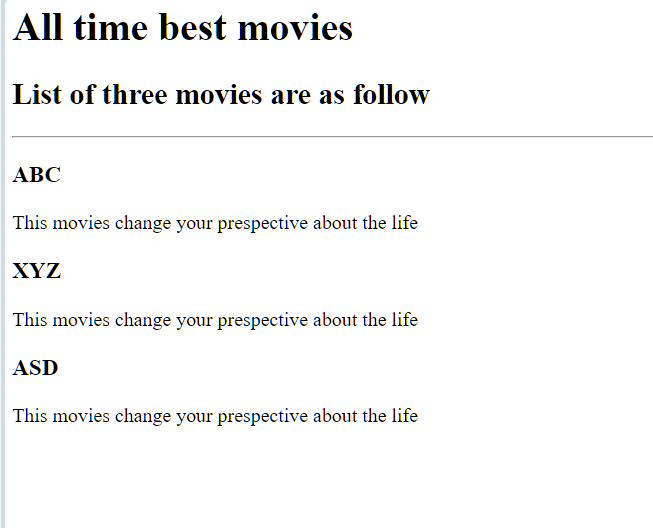 All time best movies
List of three movies are as follow
ABC
This movies change your prespective about the life
XYZ
This movies change your prespective about the life
ASD
This movies change your prespective about the life